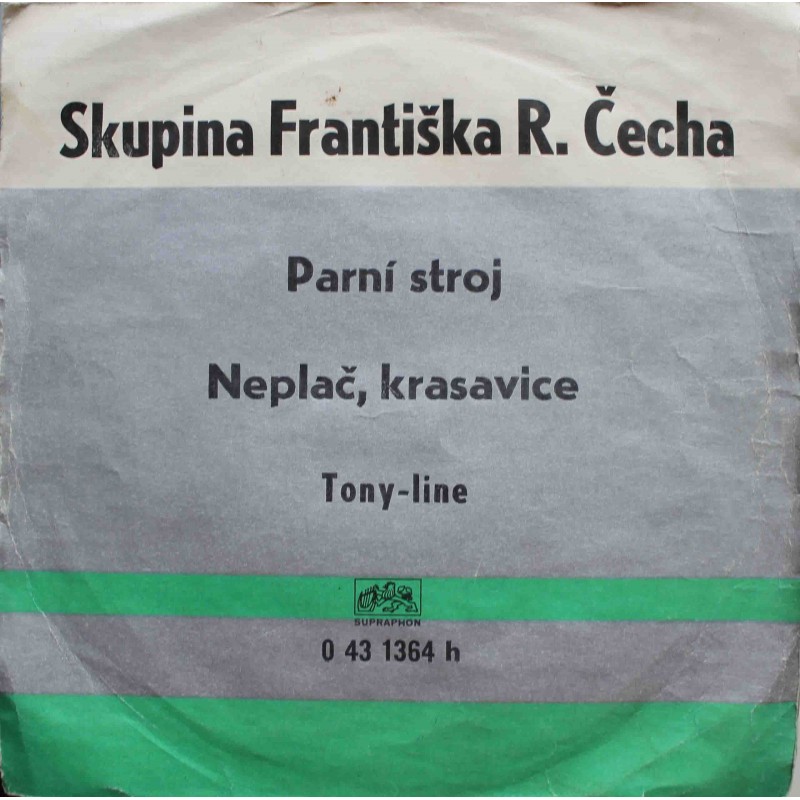 Skupina Františka R. Čecha
Parní stroj
Neplač, krasavice
Tony-line
SUPRAPHON
0 43 1364 h